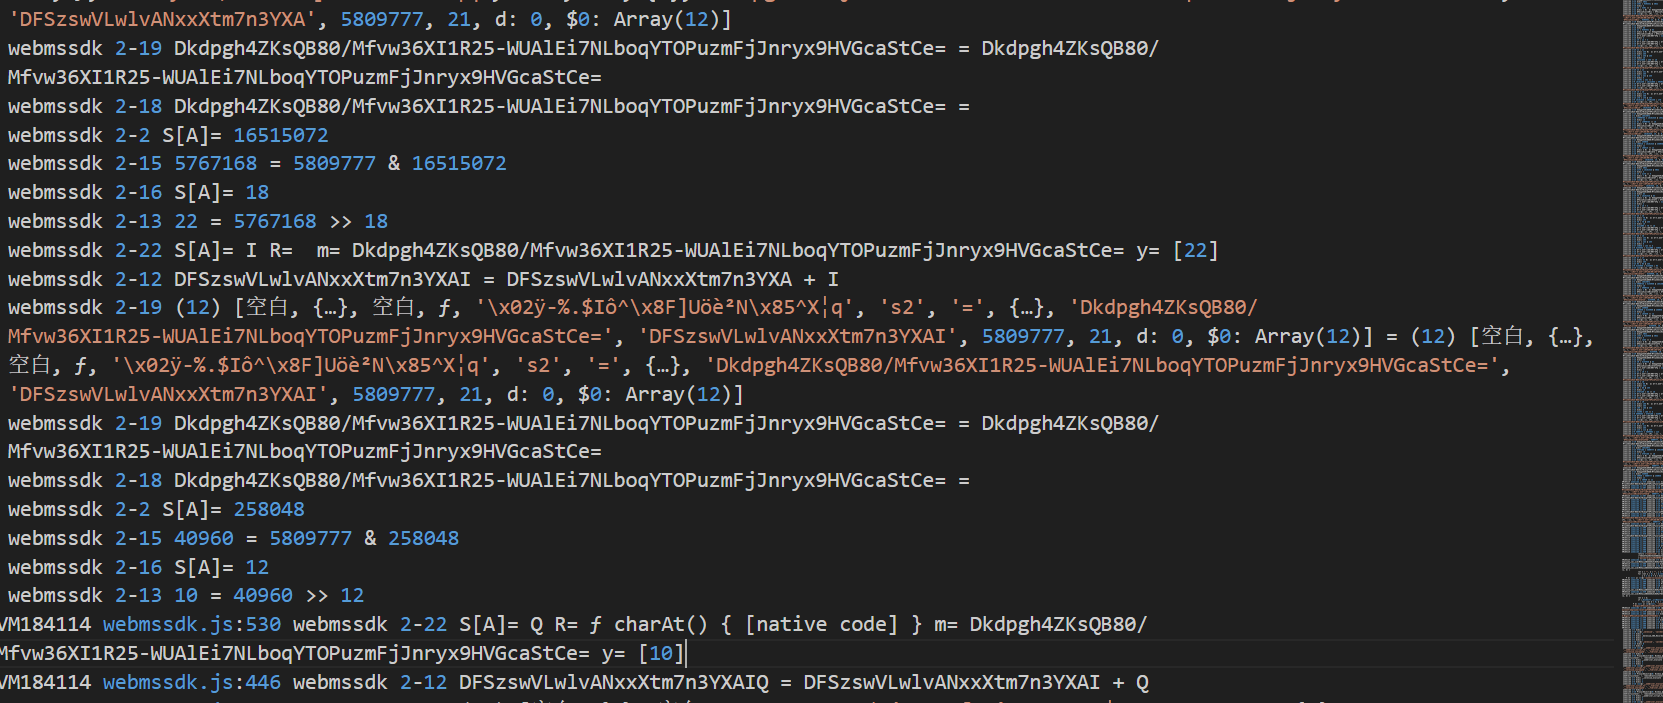 'DFSzswVLwlvANxxXtm7n3YXA', 5809777, 21, d: 0, $0: Array(12)]
webmssdk 2-19 Dkdpgh4ZKsQB80/Mfvw36XI1R25-WUAlEi7NLboqYTOPuzmFjJnryx9HVGcaStCe= = Dkdpgh4ZKsQB80/
Mfvw36XI1R25-WUAlEi7NLboqYTOPuzmFjJnryx9HVGcaStCe=
webmssdk 2-18 Dkdpgh4ZKsQB80/Mfvw36XI1R25-WUAlEi7NLboqYTOPuzmFjJnryx9HVGcaStCe= =
webmssdk 2-2 S[A]= 16515072
webmssdk 2-15 5767168 = 5809777 & 16515072
webmssdk 2-16 S[A]= 18
webmssdk 2-13 22 = 5767168 >> 18
webmssdk 2-22 S[A]= I R=  m= Dkdpgh4ZKsQB80/Mfvw36XI1R25-WUAlEi7NLboqYTOPuzmFjJnryx9HVGcaStCe= y= [22]
webmssdk 2-12 DFSzswVLwlvANxxXtm7n3YXAI = DFSzswVLwlvANxxXtm7n3YXA + I
webmssdk 2-19 (12) [空白, {…}, 空白, ƒ, '\x02ÿ-%.$Iô^\x8F]Uöè²N\x85^X¦q', 's2', '=', {…}, 'Dkdpgh4ZKsQB80/
Mfvw36XI1R25-WUAlEi7NLboqYTOPuzmFjJnryx9HVGcaStCe=', 'DFSzswVLwlvANxxXtm7n3YXAI', 5809777, 21, d: 0, $0: Array(12)] = (12) [空白, {…},
空白, ƒ, '\x02ÿ-%.$Iô^\x8F]Uöè²N\x85^X¦q', 's2', '=', {…}, 'Dkdpgh4ZKsQB80/Mfvw36XI1R25-WUAlEi7NLboqYTOPuzmFjJnryx9HVGcaStCe=',
'DFSzswVLwlvANxxXtm7n3YXAI', 5809777, 21, d: 0, $0: Array(12)]
webmssdk 2-19 Dkdpgh4ZKsQB80/Mfvw36XI1R25-WUAlEi7NLboqYTOPuzmFjJnryx9HVGcaStCe= = Dkdpgh4ZKsQB80/
Mfvw36XI1R25-WUAlEi7NLboqYTOPuzmFjJnryx9HVGcaStCe=
webmssdk 2-18 Dkdpgh4ZKsQB80/Mfvw36XI1R25-WUAlEi7NLboqYTOPuzmFjJnryx9HVGcaStCe= =
webmssdk 2-2 S[A]= 258048
webmssdk 2-15 40960 = 5809777 & 258048
webmssdk 2-16 S[A]= 12
webmssdk 2-13 10 = 40960 >> 12
VM184114 webmssdk.js:530 webmssdk 2-22 S[A]= Q R= ƒ charAt() { [native code] } m= Dkdpgh4ZKsQB80/
Mfvw36XI1R25-WUAlEi7NLboqYTOPuzmFjJnryx9HVGcaStCe= y= [10]
VM184114 webmssdk.js:446 webmssdk 2-12 DFSzswVLwlvANxxXtm7n3YXAIQ = DFSzswVLwlvANxxXtm7n3YXAI + Q